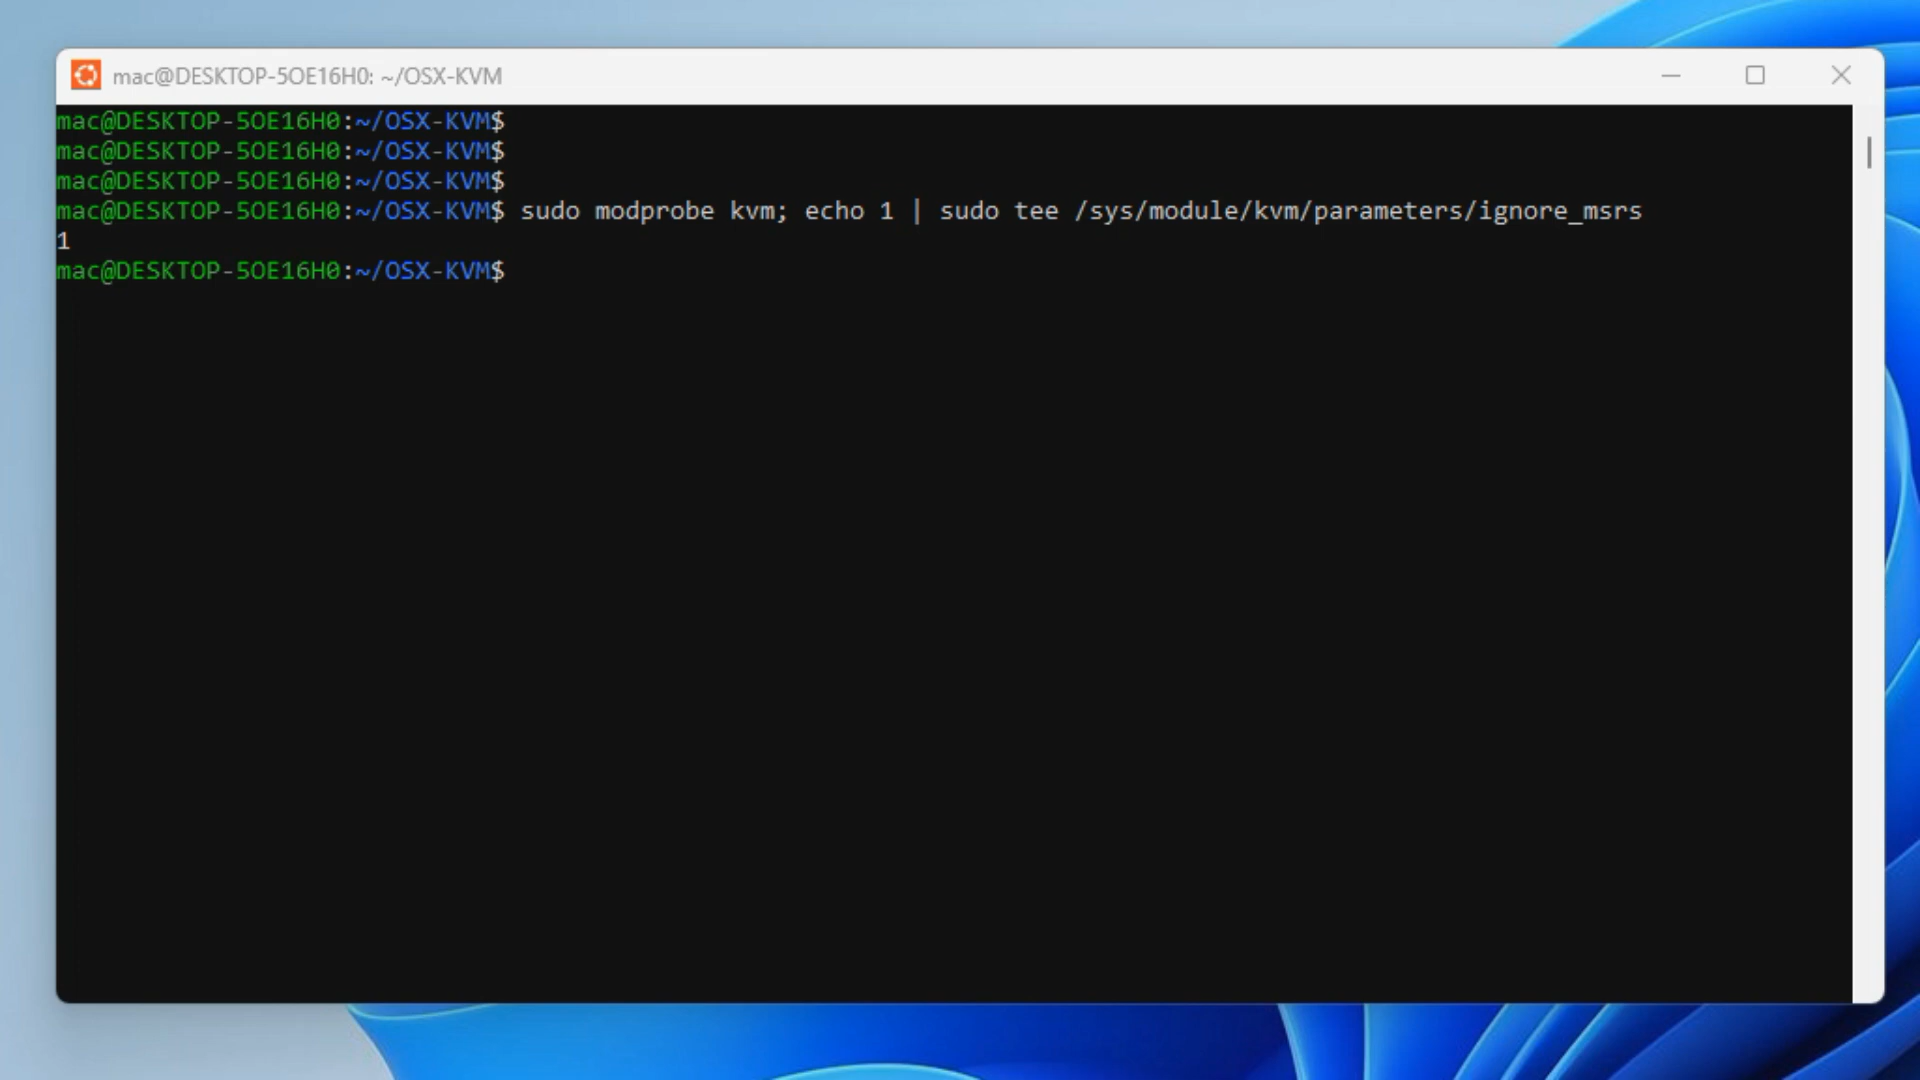 mac@DESKTOP-5OE16H0: ~/OSX-KVM
mac@DESKTOP-5OE16H0:~/OSX-KVM$
mac@DESKTOP-5OE16H0:~/OSX-KVM$
mac@DESKTOP-5OE16H0:~/OSX-KVM$
mac@DESKTOP-5OE16H0:~/OSX-KVM$ sudo modprobe kvm; echo 1 | sudo tee /sys/module/kvm/parameters/ignore_msrs
1
mac@DESKTOP-5OE16H0:~/OSX-KVM$